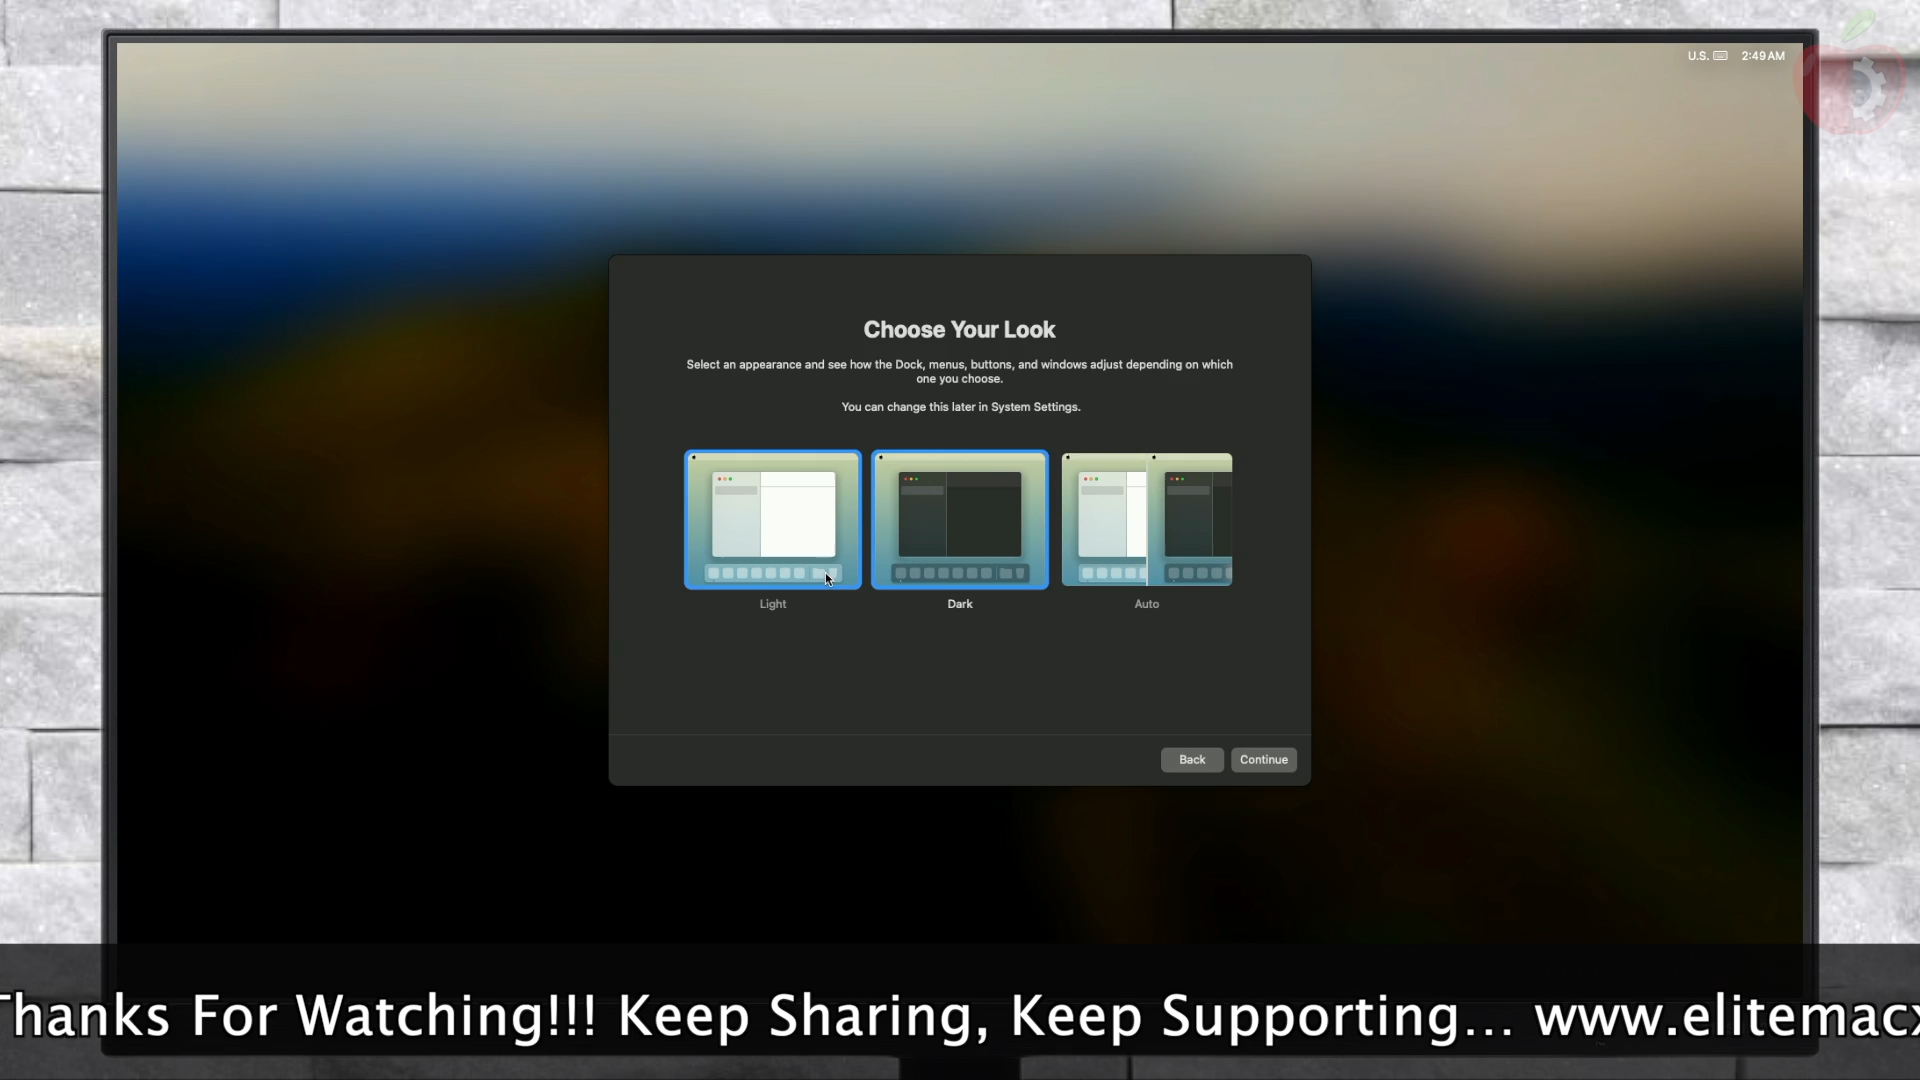 U.S. 2:49 AM
Choose Your Look
Select an appearance and see how the Dock, menus, buttons, and windows adjust depending on which
one you choose.
You can change this later in System Settings.
Light Dark Auto
Back Continue
Thanks For Watching!!! Keep Sharing, Keep Supporting... www.elitemacx